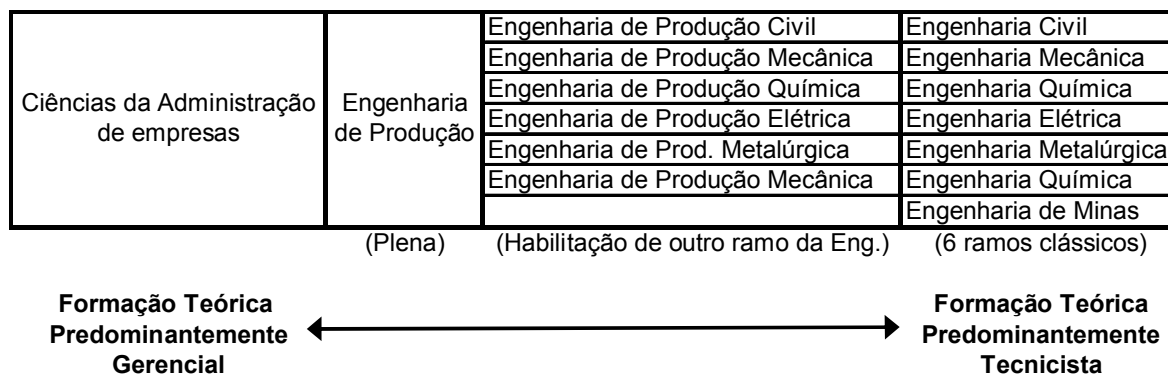 Ciências da Administração
de empresas
Engenharia
de Produção
Engenharia de Produção Civil
Engenharia de Produção Mecânica
Engenharia de Produção Química
Engenharia de Produção Elétrica
Engenharia de Prod. Metalúrgica
Engenharia de Produção Mecânica
Engenharia Civil
Engenharia Mecânica
Engenharia Química
Engenharia Elétrica
Engenharia Metalúrgica
Engenharia Química
Engenharia de Minas
(Plena)
(Habilitação de outro ramo da Eng.)
(6 ramos clássicos)
Formação Teórica
Predominantemente
Gerencial
Formação Teórica
Predominantemente
Tecnicista